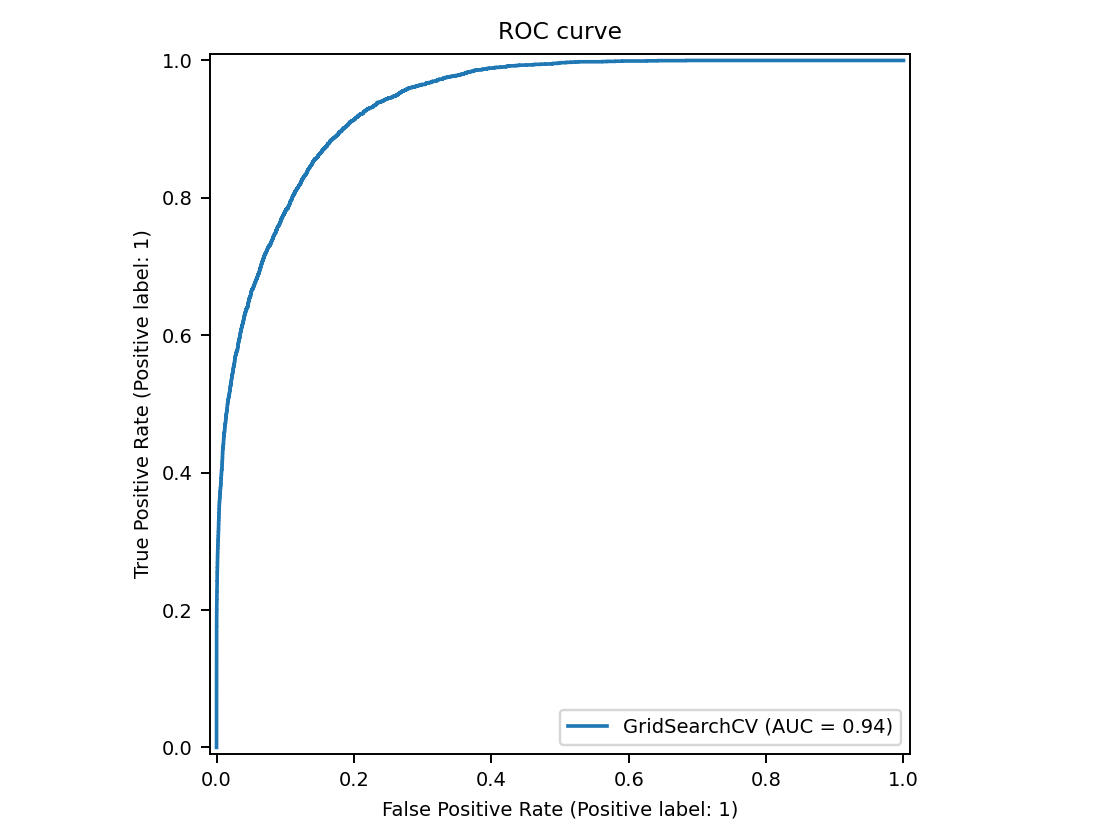 ROC curve
True Positive Rate (Positive label: 1)
1.0
0.8
0.6
0.4
0.2
0.0
GridSearchCV (AUC = 0.94)
0.0 0.2 0.4 0.6 0.8 1.0
False Positive Rate (Positive label: 1)